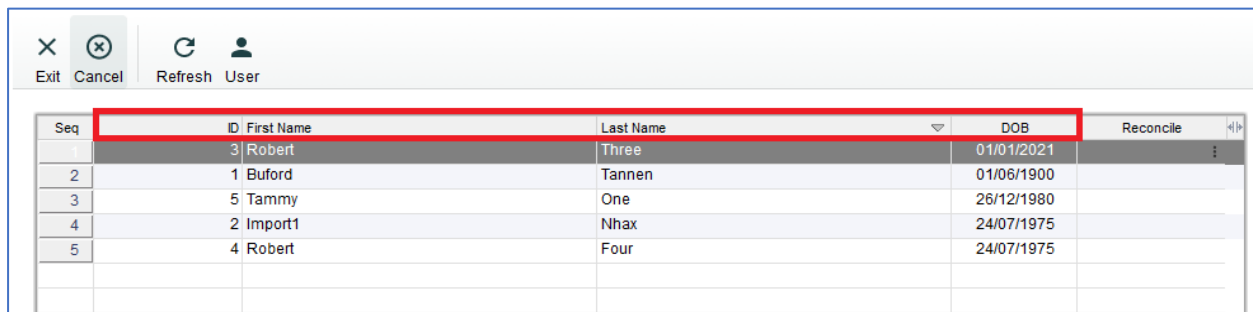 Exit Cancel Refresh User
Seq ID First Name Last Name DOB Reconcile
1 3 Robert Three 01/01/2021
2 1 Buford Tannen 01/06/1900
3 5 Tammy One 26/12/1980
4 2 Import1 Nhax 24/07/1975
5 4 Robert Four 24/07/1975